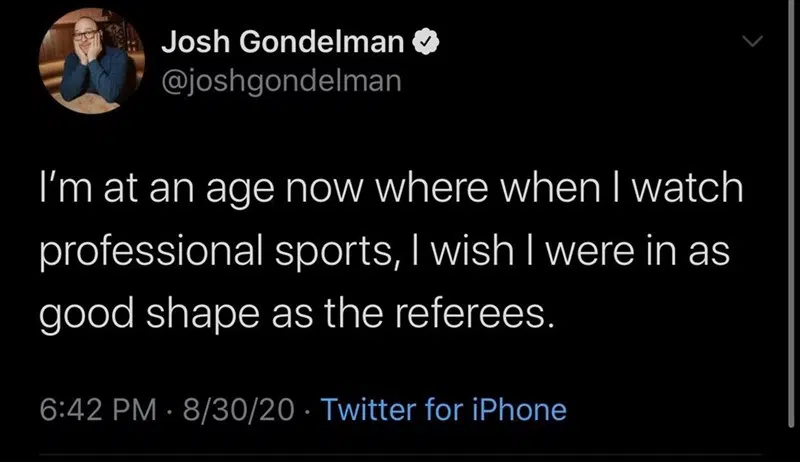 Josh Gondelman
@joshgondelman
I'm at an age now where when I watch
professional sports, I wish I were in as
good shape as the referees.
6:42 PM · 8/30/20 · Twitter for iPhone